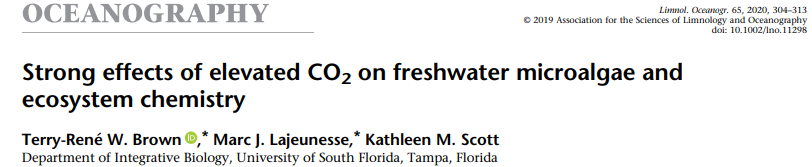 OCEANOGRAPHY
Limnol. Oceanogr. 65, 2020, 304–313
© 2019 Association for the Sciences of Limnology and Oceanography
doi: 10.1002/lno.11298
Strong effects of elevated CO₂ on freshwater microalgae and
ecosystem chemistry
Terry-René W. Brown iD,* Marc J. Lajeunesse,* Kathleen M. Scott
Department of Integrative Biology, University of South Florida, Tampa, Florida